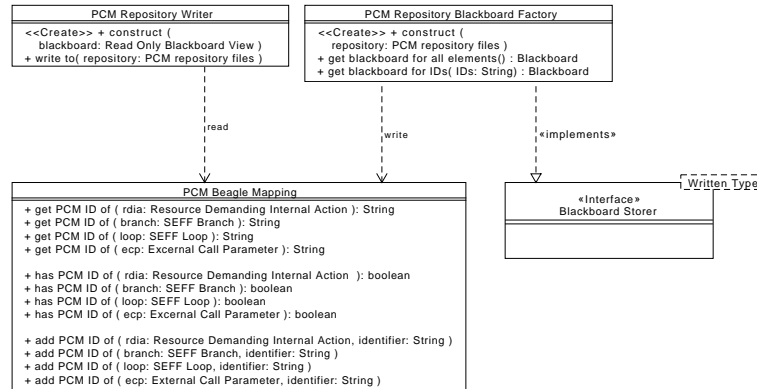 PCM Repository Writer
<<Create>> + construct (
blackboard: Read Only Blackboard View )
+ write to( repository: PCM repository files )
PCM Repository Blackboard Factory
<<Create>> + construct (
repository: PCM repository files )
+ get blackboard for all elements() : Blackboard
+ get blackboard for IDs( IDs: String) : Blackboard
read
write
«implements»
PCM Beagle Mapping
+ get PCM ID of ( rdia: Resource Demanding Internal Action ): String
+ get PCM ID of ( branch: SEFF Branch ): String
+ get PCM ID of ( loop: SEFF Loop ): String
+ get PCM ID of ( ecp: Excernal Call Parameter ): String
+ has PCM ID of ( rdia: Resource Demanding Internal Action  ): boolean
+ has PCM ID of ( branch: SEFF Branch ): boolean
+ has PCM ID of ( loop: SEFF Loop ): boolean
+ has PCM ID of ( ecp: Excernal Call Parameter ): boolean
+ add PCM ID of ( rdia: Resource Demanding Internal Action, identifier: String )
+ add PCM ID of ( branch: SEFF Branch, identifier: String )
+ add PCM ID of ( loop: SEFF Loop, identifier: String )
+ add PCM ID of ( ecp: External Call Parameter, identifier: String )
Written Type
«Interface»
Blackboard Storer